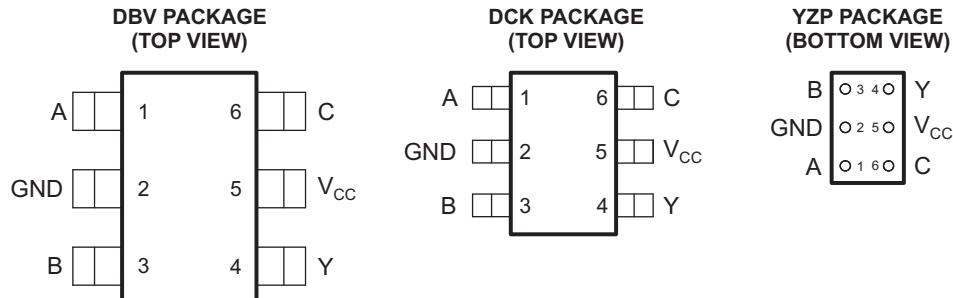 DBV PACKAGE
(TOP VIEW)
A 1 6 C
GND 2 5 VCC
B 3 4 Y
DCK PACKAGE
(TOP VIEW)
A 1 6 C
GND 2 5 VCC
B 3 4 Y
YZP PACKAGE
(BOTTOM VIEW)
B 3 4 Y
GND 2 5 VCC
A 1 6 C